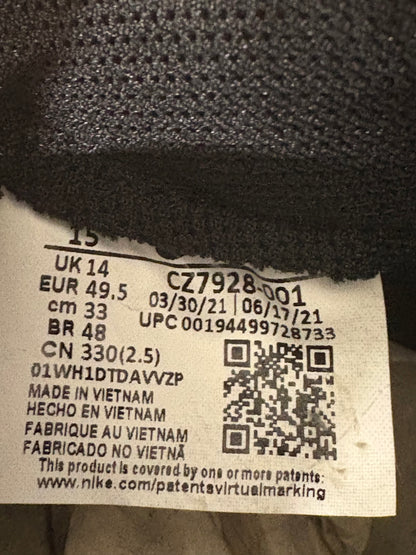 15
UK 14
EUR 49.5
cm 33
BR 48
CN 330(2.5)
CZ7928-001
03/30/21 | 06/17/21
UPC 00194499728733
01WH1DTDAVVZP
MADE IN VIETNAM
HECHO EN VIETNAM
FABRIQUE AU VIETNAM
FABRICADO NO VIETNÃ
This product is covered by one or more patents:
www.nike.com/patentsvirtualmarking